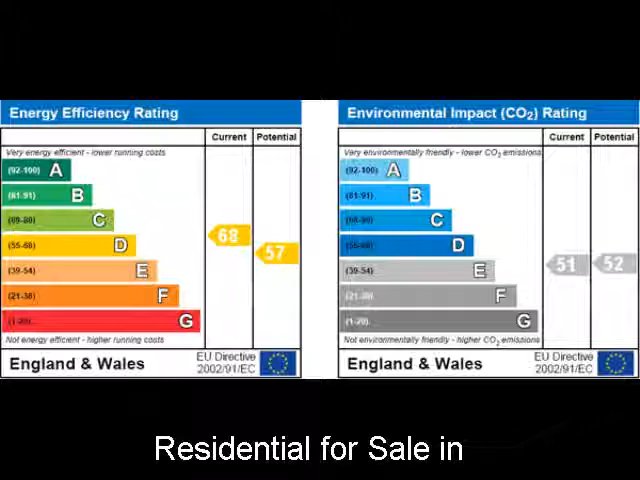 Energy Efficiency Rating
Current Potential
Very energy efficient - lower running costs
(92-100) A
(81-91) B
(69-80) C
(55-68) D
(39-54) E
(21-38) F
(1-20) G
68
57
Not energy efficient - higher running costs
England & Wales
EU Directive
2002/91/EC
Environmental Impact (CO2) Rating
Current Potential
Very environmentally friendly - lower CO2 emissions
(92-100) A
(81-91) B
(69-80) C
(55-68) D
(39-54) E
(21-38) F
(1-20) G
51
52
Not environmentally friendly - higher CO2 emissions
England & Wales
EU Directive
2002/91/EC
Residential for Sale in